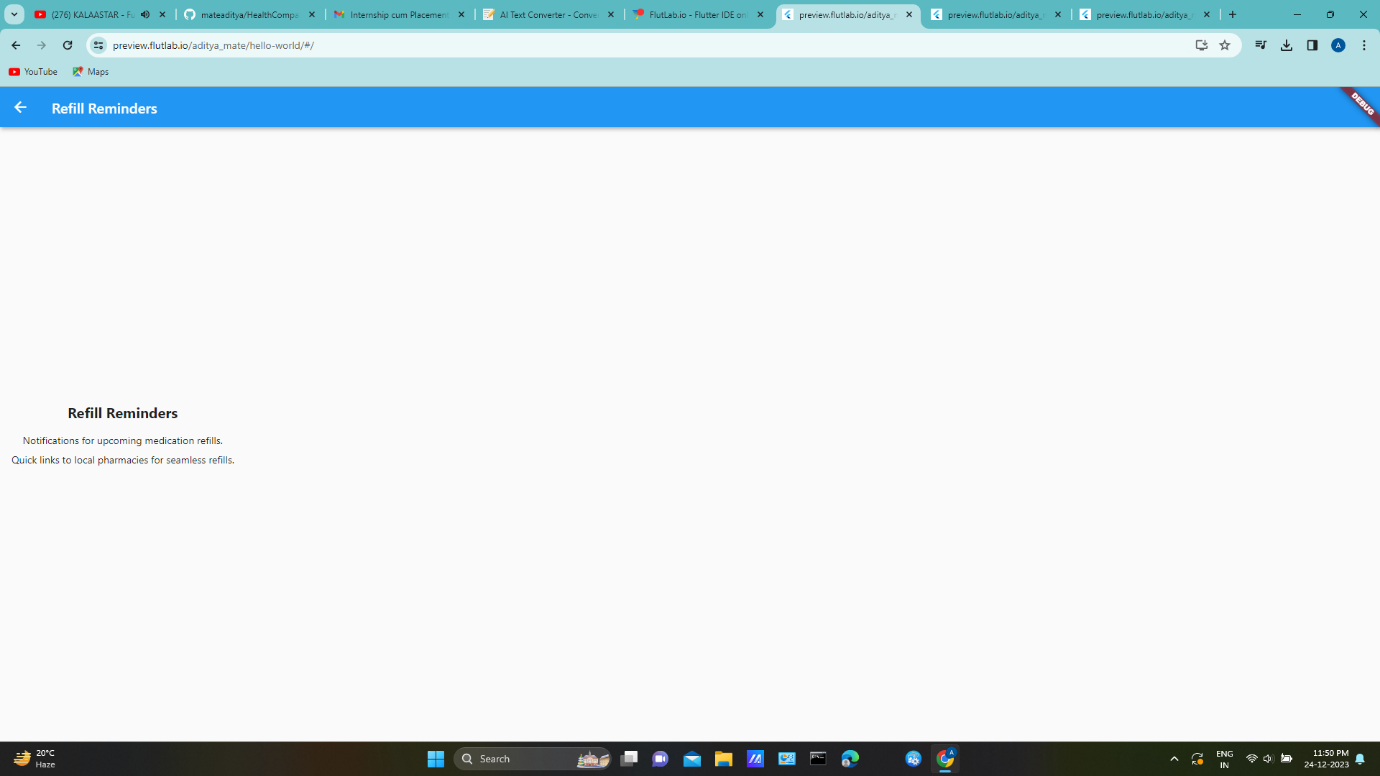 (276) KALAASTAR - Fu
mateaditya/HealthCompa
Internship cum Placement
AI Text Converter - Conve
FlutLab.io - Flutter IDE on
preview.flutlab.io/aditya_
preview.flutlab.io/aditya_
preview.flutlab.io/aditya_
preview.flutlab.io/aditya_mate/hello-world/#/
A
YouTube
Maps
Refill Reminders
DEBUG
Refill Reminders
Notifications for upcoming medication refills.
Quick links to local pharmacies for seamless refills.
20°C
Haze
Search
A
ENG
IN
11:50 PM
24-12-2023